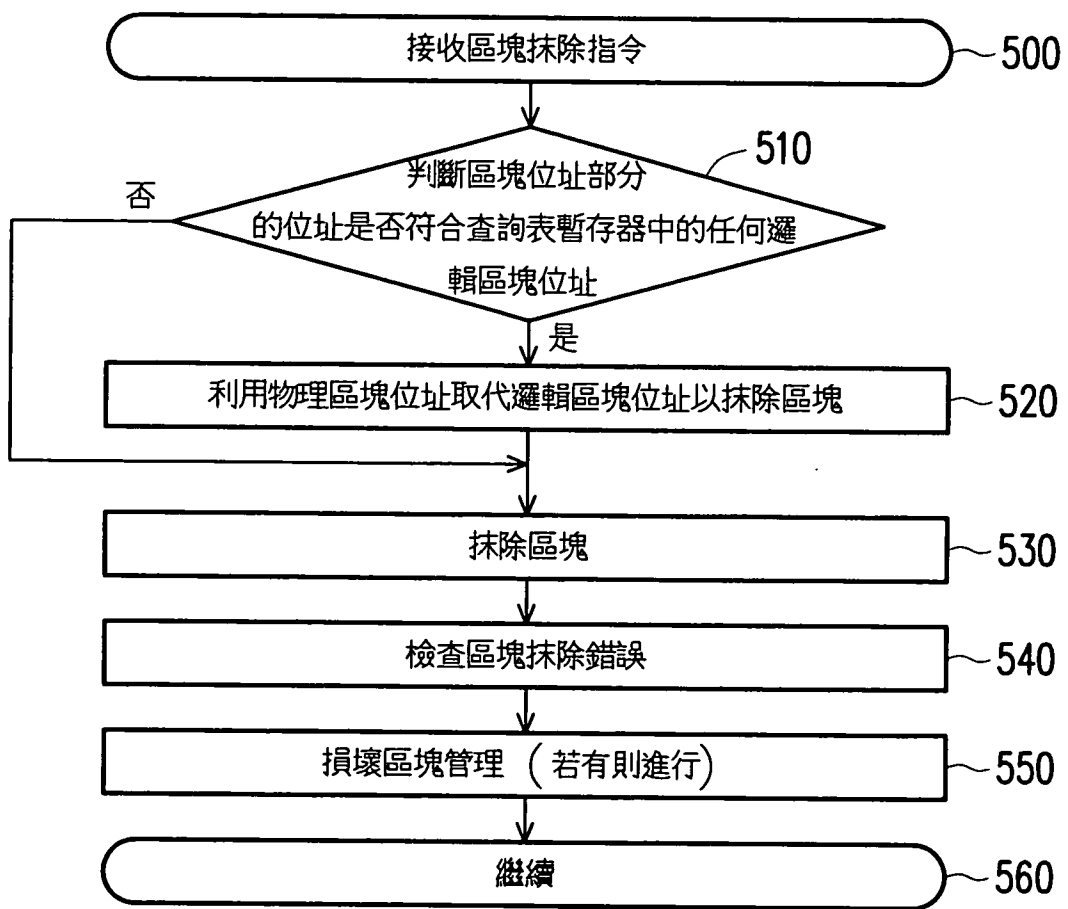 接收區塊抹除指令
500
510
判斷區塊位址部分
否
的位址是否符合查詢表暫存器中的任何邏
輯區塊位址
是
利用物理區塊位址取代邏輯區塊位址以抹除區塊
520
抹除區塊
530
檢查區塊抹除錯誤
540
損壞區塊管理（若有則進行）
550
繼續
560